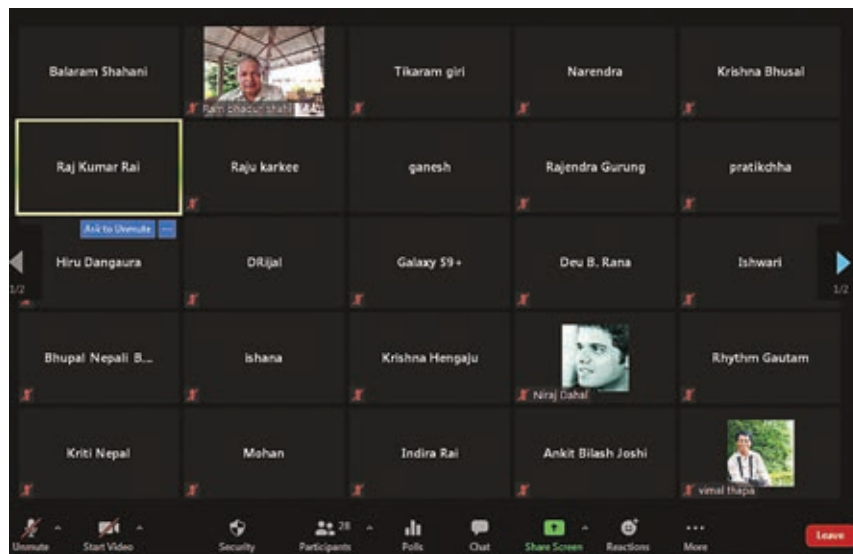 Balaram Shahani
Tikaram giri
Narendra
Krishna Bhusal
Raj Kumar Rai
Raju karkee
ganesh
Rajendra Gurung
pratikchha
Ask to Unmute ...
Hiru Dangaura
DRijal
Galaxy S9+
Deu B. Rana
Ishwari
1/2
1/2
Bhupal Nepali B...
ishana
Krishna Hengaju
Niraj Dahal
Rhythm Gautam
Kriti Nepal
Mohan
Indira Rai
Ankit Bilash Joshi
vimal thapa
Unmute
Start Video
Security
Participants
28
Polls
Chat
Share Screen
Reactions
More
Leave